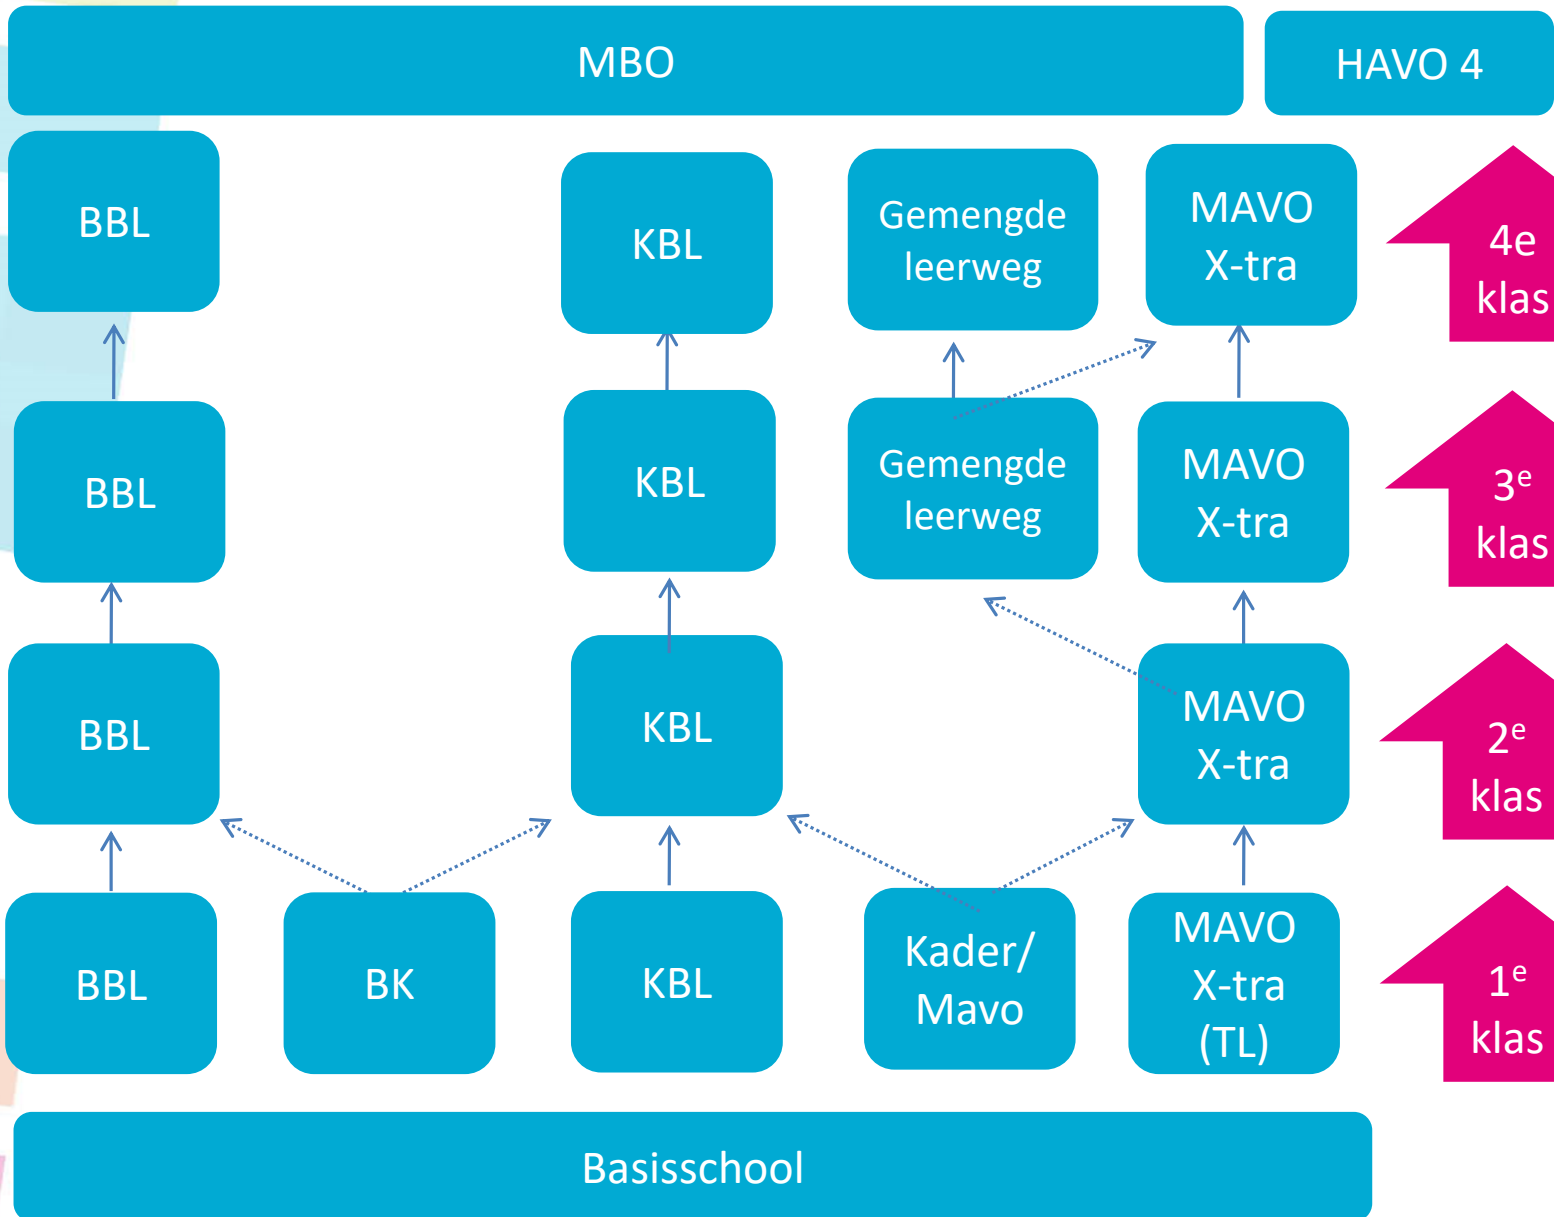 MBO
HAVO 4
BBL
KBL
Gemengde
leerweg
MAVO
X-tra
4e
klas
BBL
KBL
Gemengde
leerweg
MAVO
X-tra
3e
klas
BBL
KBL
MAVO
X-tra
2e
klas
BBL
BK
KBL
Kader/
Mavo
MAVO
X-tra
(TL)
1e
klas
Basisschool